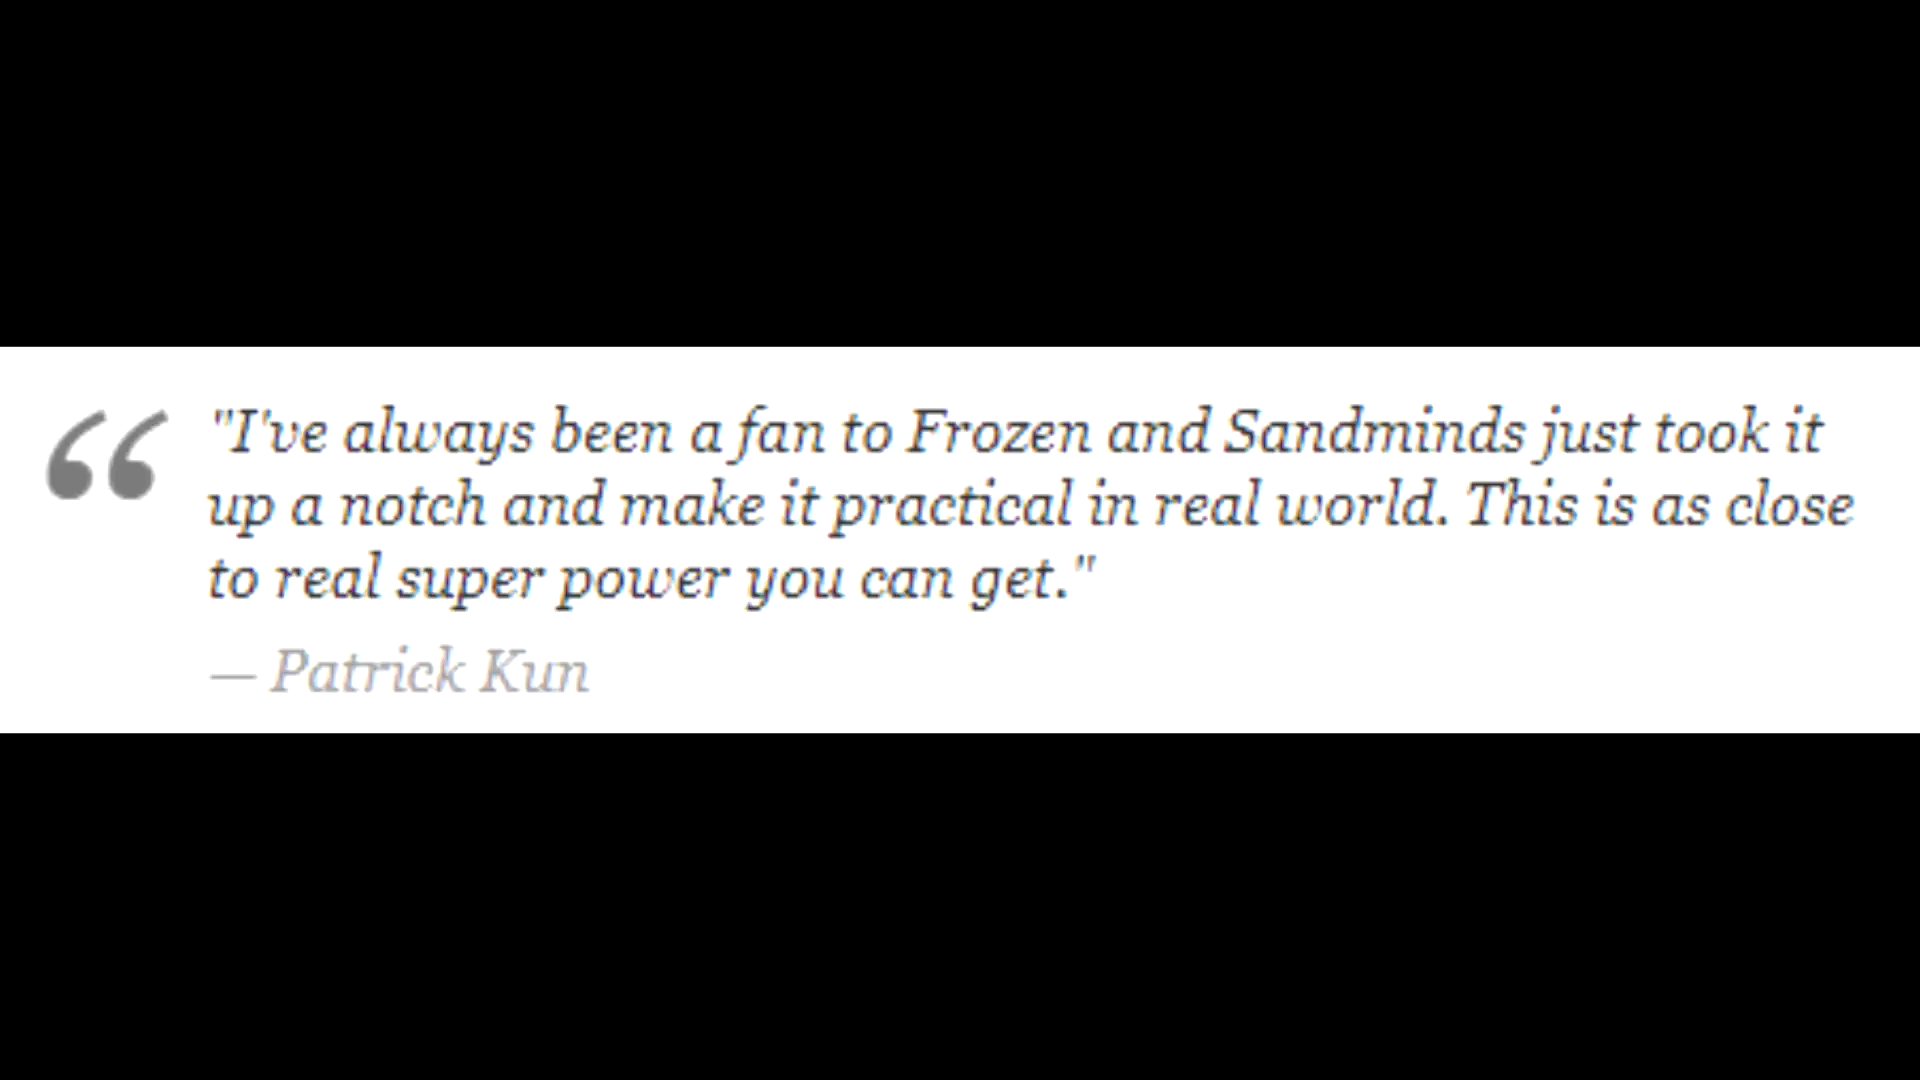 "I've always been a fan to Frozen and Sandminds just took it
up a notch and make it practical in real world. This is as close
to real super power you can get."
— Patrick Kun